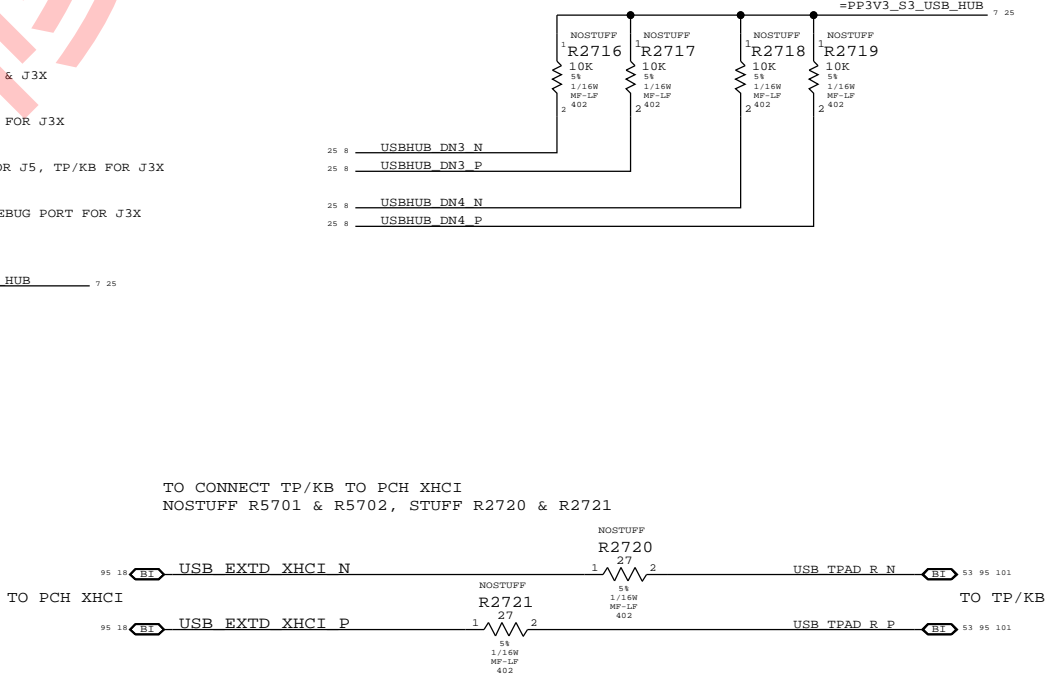 =PP3V3_S3_USB_HUB 7 25
NOSTUFF NOSTUFF NOSTUFF NOSTUFF
1 R2716 1 R2717 1 R2718 1 R2719
10K 10K 10K 10K
5% 5% 5% 5%
1/16W 1/16W 1/16W 1/16W
MF-LF MF-LF MF-LF MF-LF
2 402 2 402 2 402 2 402
& J3X
FOR J3X
OR J5, TP/KB FOR J3X
EBUG PORT FOR J3X
HUB 7 25
25 8 USBHUB_DN3_N
25 8 USBHUB_DN3_P
25 8 USBHUB_DN4_N
25 8 USBHUB_DN4_P
TO CONNECT TP/KB TO PCH XHCI
NOSTUFF R5701 & R5702, STUFF R2720 & R2721
NOSTUFF
R2720
95 18 BI USB_EXTD_XHCI_N 1 27 2 USB_TPAD_R_N BI 53 95 101
5%
1/16W
MF-LF
402
TO PCH XHCI
TO TP/KB
NOSTUFF
R2721
95 18 BI USB_EXTD_XHCI_P 1 27 2 USB_TPAD_R_P BI 53 95 101
5%
1/16W
MF-LF
402